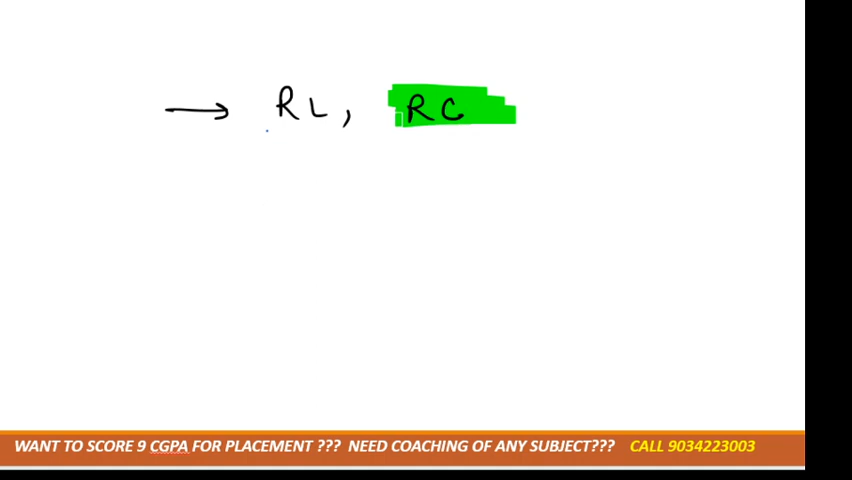 → RL, RC
WANT TO SCORE 9 CGPA FOR PLACEMENT ??? NEED COACHING OF ANY SUBJECT??? CALL 9034223003